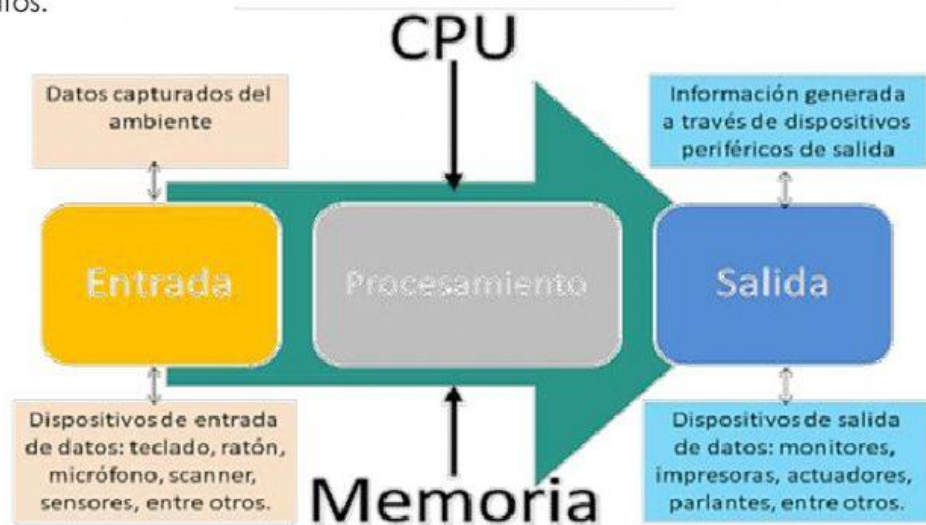 CPU
Datos capturados del
ambiente
Información generada
a través de dispositivos
periféricos de salida
Entrada
Procesamiento
Salida
Dispositivos de entrada
de datos: teclado, ratón,
micrófono, scanner,
sensores, entre otros.
Dispositivos de salida
de datos: monitores,
impresoras, actuadores,
parlantes, entre otros.
Memoria